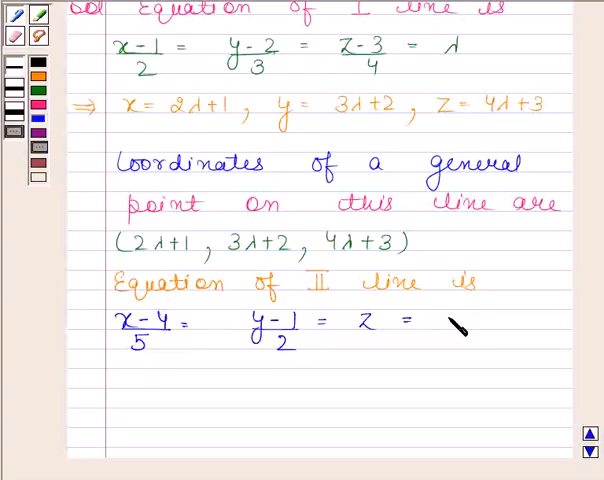 Sol Equation of I line is
x-1/2 = y-2/3 = z-3/4 = λ
⇒ x = 2λ+1 , y = 3λ+2 , z = 4λ+3
Coordinates of a general
point on this line are
(2λ+1 , 3λ+2 , 4λ+3)
Equation of II line is
x-4/5 = y-1/2 = z =